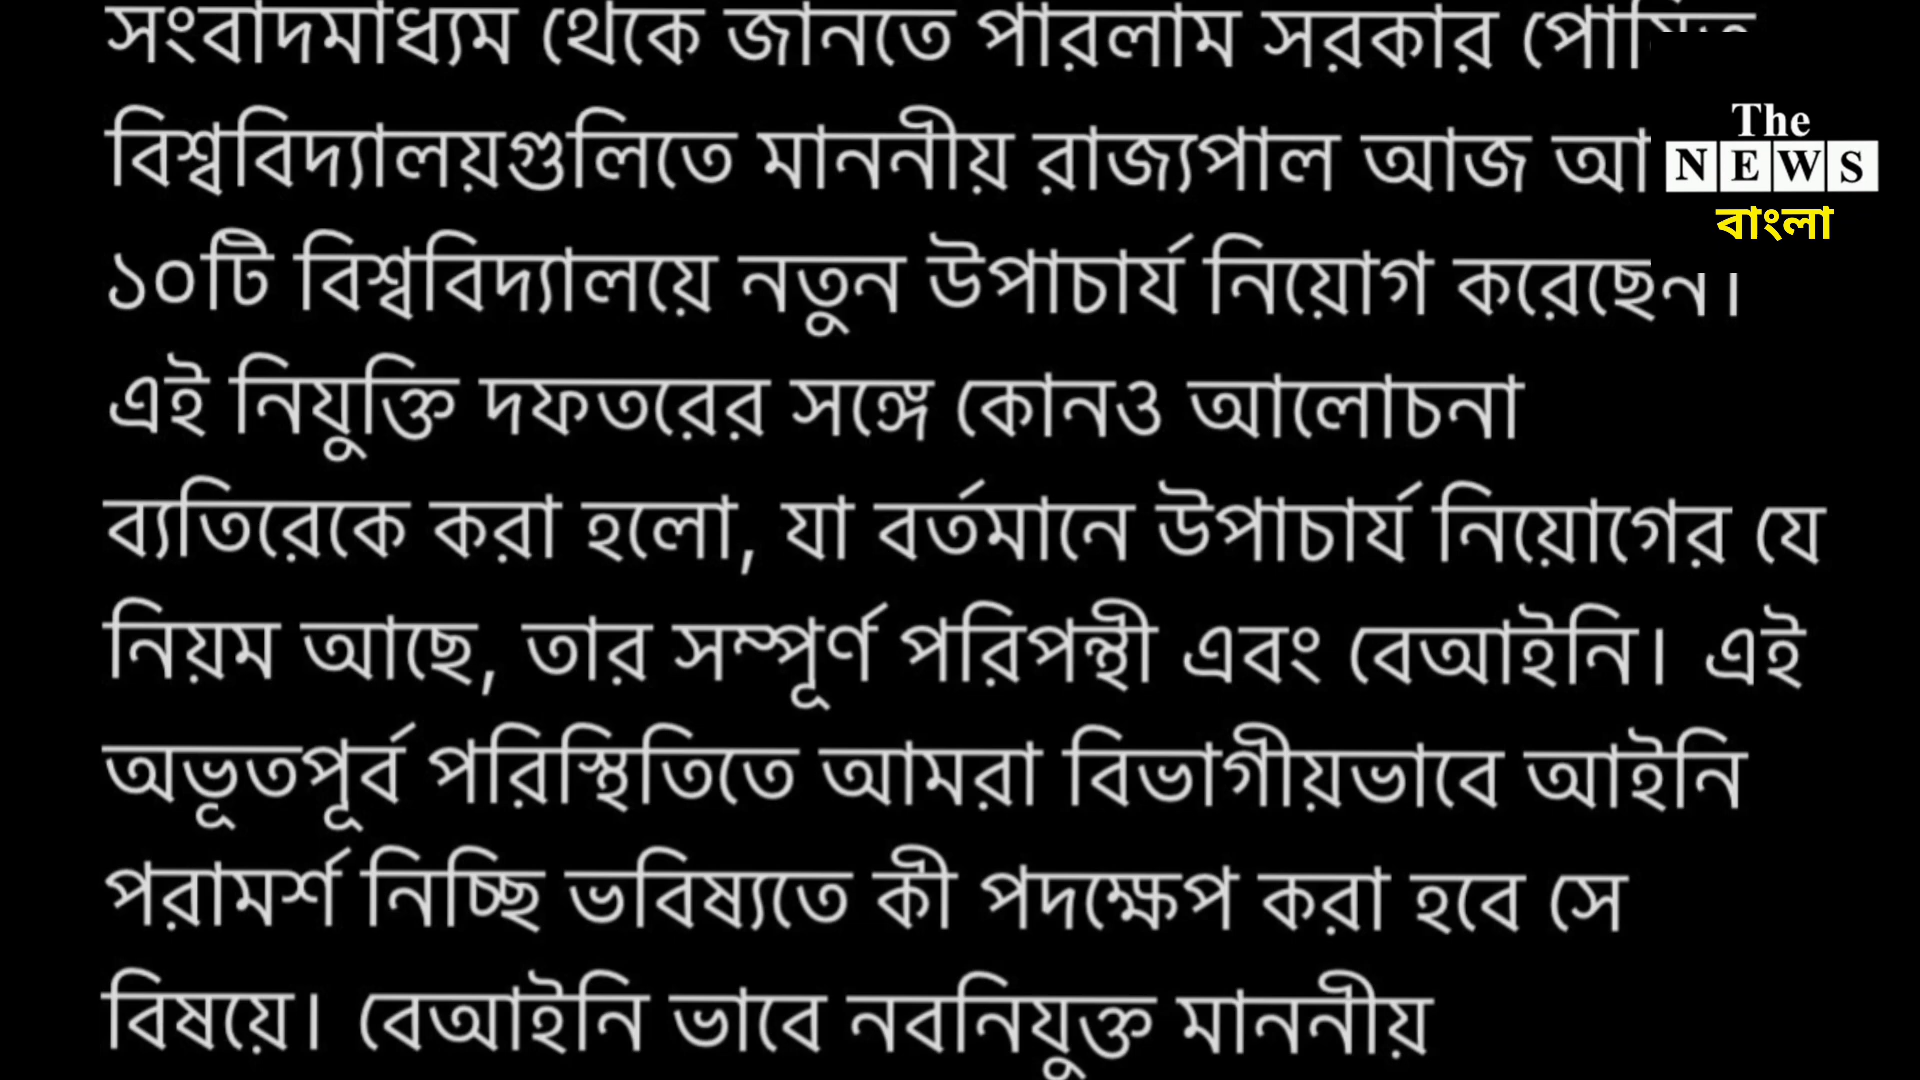 সংবাদমাধ্যম থেকে জানতে পারলাম সরকার
বিশ্ববিদ্যালয়গুলিতে মাননীয় রাজ্যপাল আজ
১০টি বিশ্ববিদ্যালয়ে নতুন উপাচার্য নিয়োগ করেছেন।
এই নিযুক্তি দফতরের সঙ্গে কোনও আলোচনা
ব্যতিরেকে করা হলো, যা বর্তমানে উপাচার্য নিয়োগের যে
নিয়ম আছে, তার সম্পূর্ণ পরিপন্থী এবং বেআইনি। এই
অভূতপূর্ব পরিস্থিতিতে আমরা বিভাগীয়ভাবে আইনি
পরামর্শ নিচ্ছি ভবিষ্যতে কী পদক্ষেপ করা হবে সে
বিষয়ে। বেআইনি ভাবে নবনিযুক্ত মাননীয়
The
NEWS
বাংলা